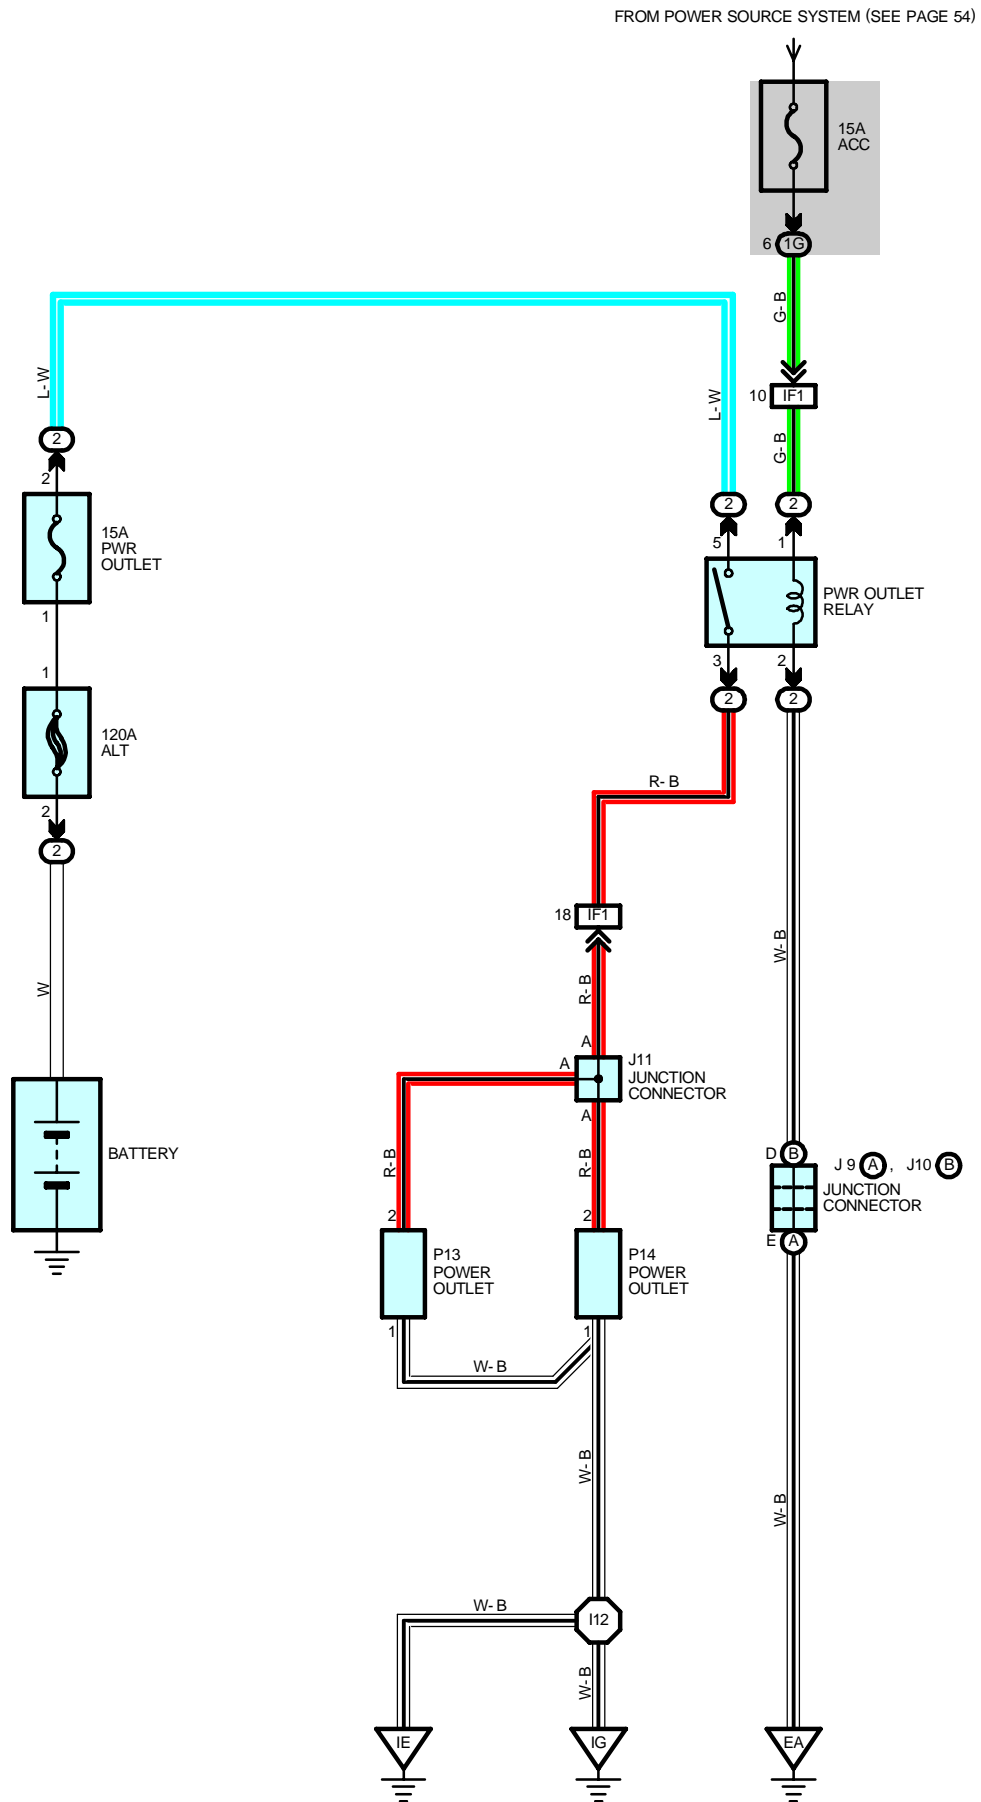 FROM POWER SOURCE SYSTEM (SEE PAGE 54)
15A
ACC
6
1G
G-B
L-W
L-W
10
IF1
G-B
2
2
2
2
5
1
15A
PWR
OUTLET
PWR OUTLET
RELAY
1
3
2
1
2
2
120A
ALT
R-B
2
2
18
IF1
W-B
W
R-B
A
A
J11
JUNCTION
CONNECTOR
A
BATTERY
R-B
R-B
D
B
J 9
A
,
J10
B
JUNCTION
CONNECTOR
2
2
E
A
P13
POWER
OUTLET
P14
POWER
OUTLET
1
1
W-B
W-B
W-B
W-B
I12
W-B
IE
IG
EA